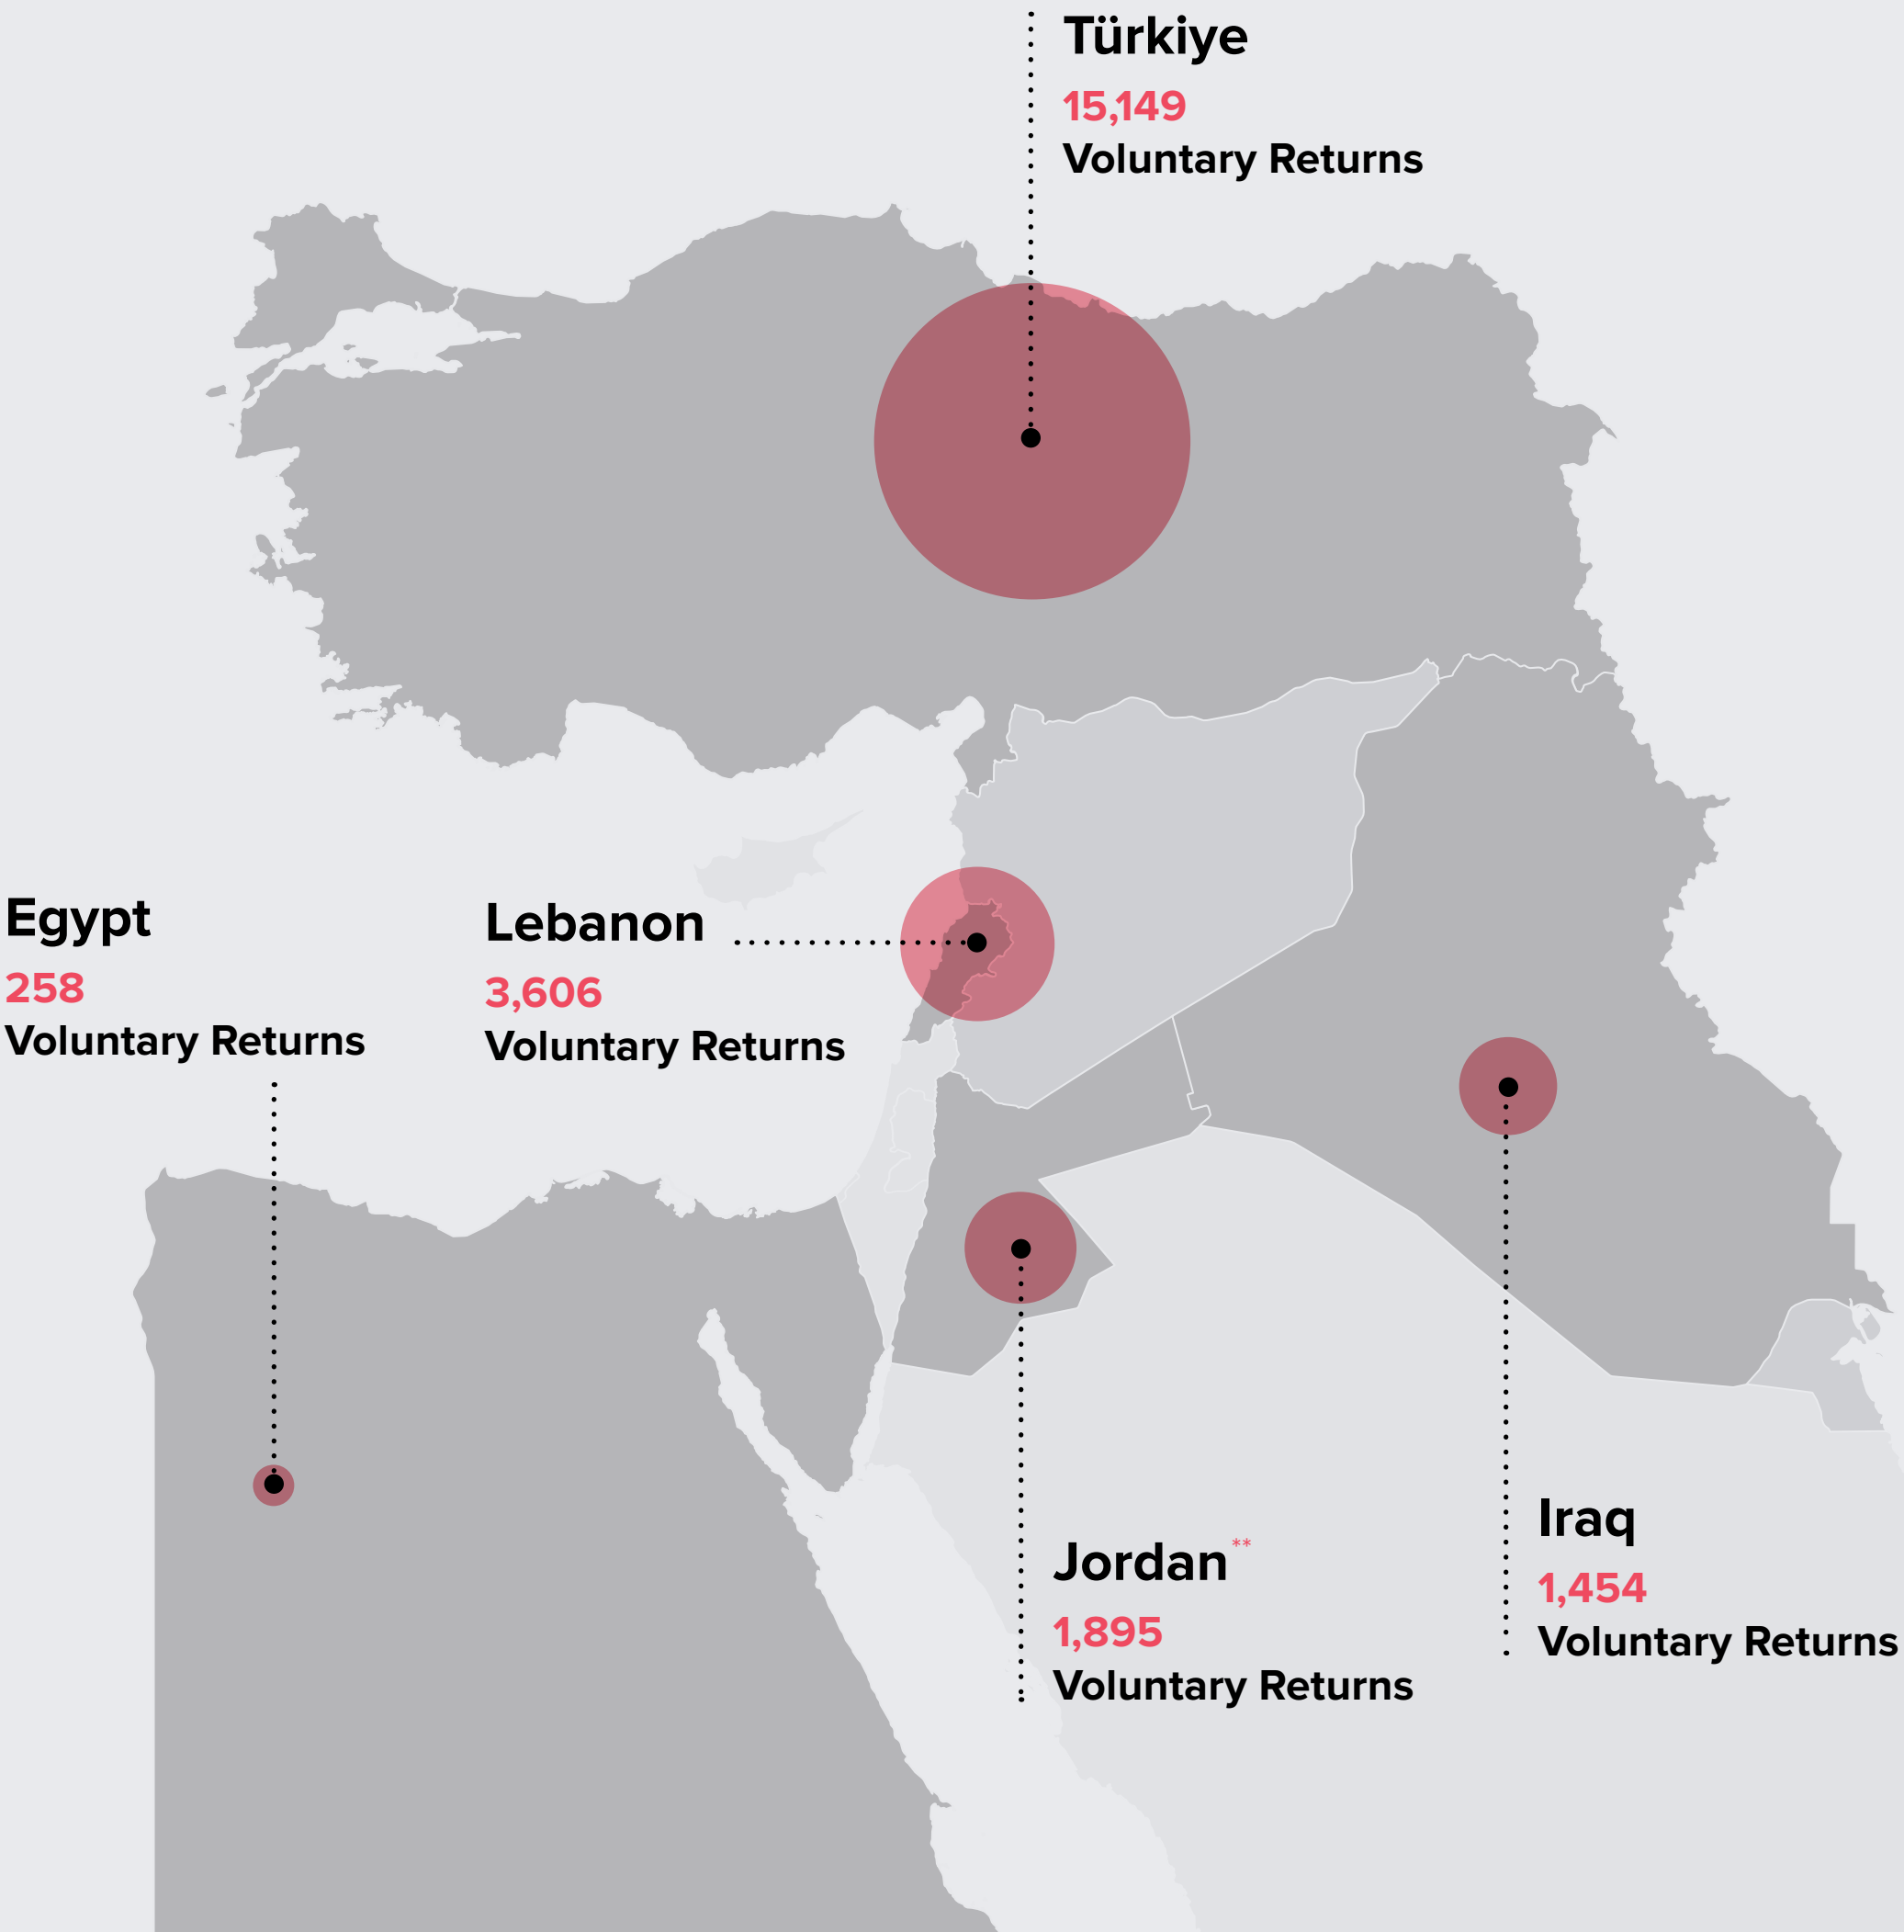 Türkiye
15,149
Voluntary Returns
Egypt
258
Voluntary Returns
Lebanon
3,606
Voluntary Returns
Jordan**
1,895
Voluntary Returns
Iraq
1,454
Voluntary Returns